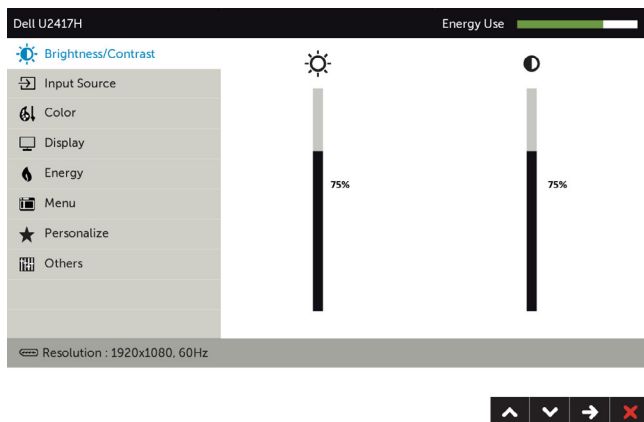 Dell U2417H
Energy Use
Brightness/Contrast
Input Source
Color
Display
Energy
Menu
Personalize
Others
75%
75%
Resolution : 1920x1080, 60Hz